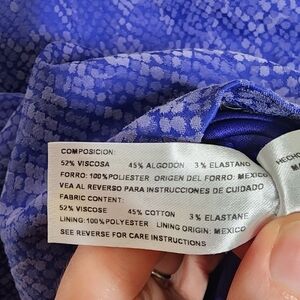 COMPOSICION:
52% VISCOSA 45% ALGODON 3% ELASTANO
FORRO: 100%POLIESTER ORIGEN DEL FORRO: MEXICO
VEA AL REVERSO PARA INSTRUCCIONES DE CUIDADO
FABRIC CONTENT:
52% VISCOSE 45% COTTON 3% ELASTANE
LINING: 100%POLYESTER LINING ORIGIN: MEXICO
SEE REVERSE FOR CARE INSTRUCTIONS
HECHO